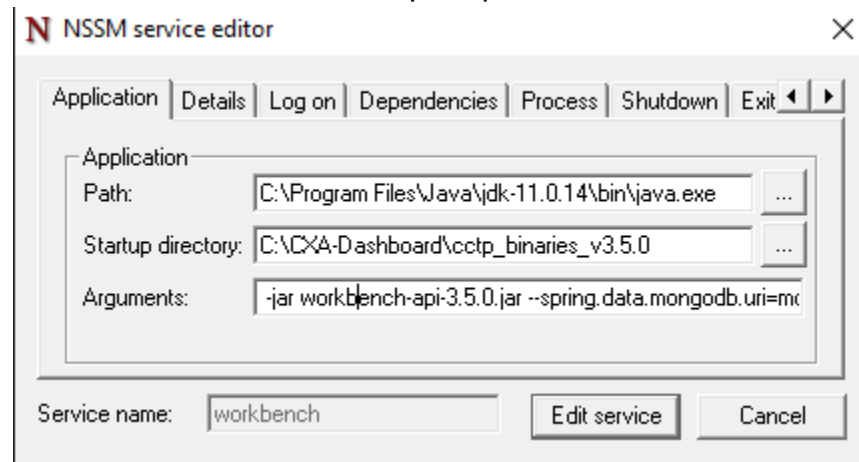 N NSSM service editor
Application Details Log on Dependencies Process Shutdown Exit
Application
Path: C:\Program Files\Java\jdk-11.0.14\bin\java.exe ...
Startup directory: C:\CXA-Dashboard\cctp_binaries_v3.5.0 ...
Arguments: -jar workbench-api-3.5.0.jar --spring.data.mongodb.uri=mo
Service name: workbench Edit service Cancel